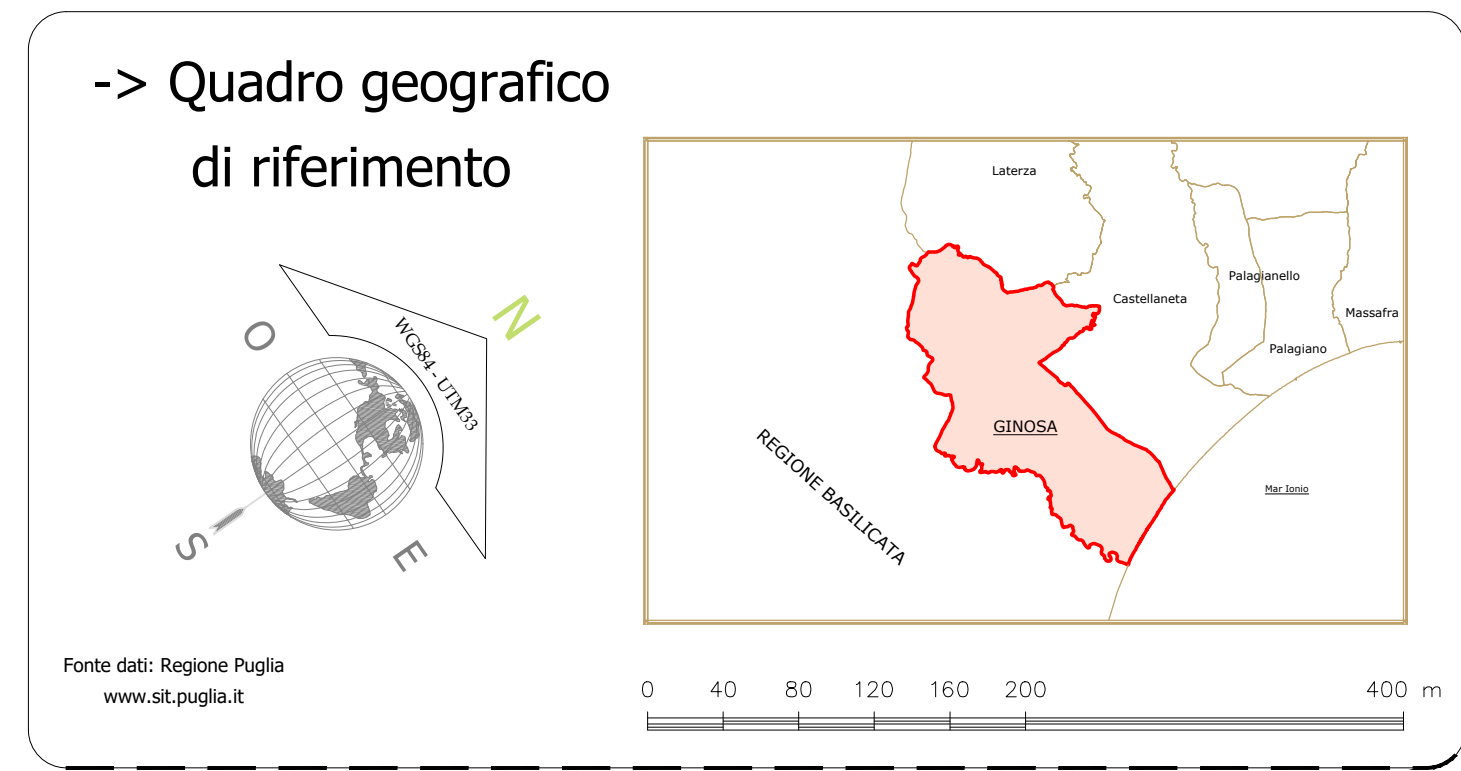 -> Quadro geografico
di riferimento
N
O
WGS84 - UTM33
S
E
Fonte dati: Regione Puglia
www.sit.puglia.it
Laterza
Palagianello
Castellaneta
Massafra
Palagiano
GINOSA
REGIONE BASILICATA
Mar Ionio
0 40 80 120 160 200 400 m